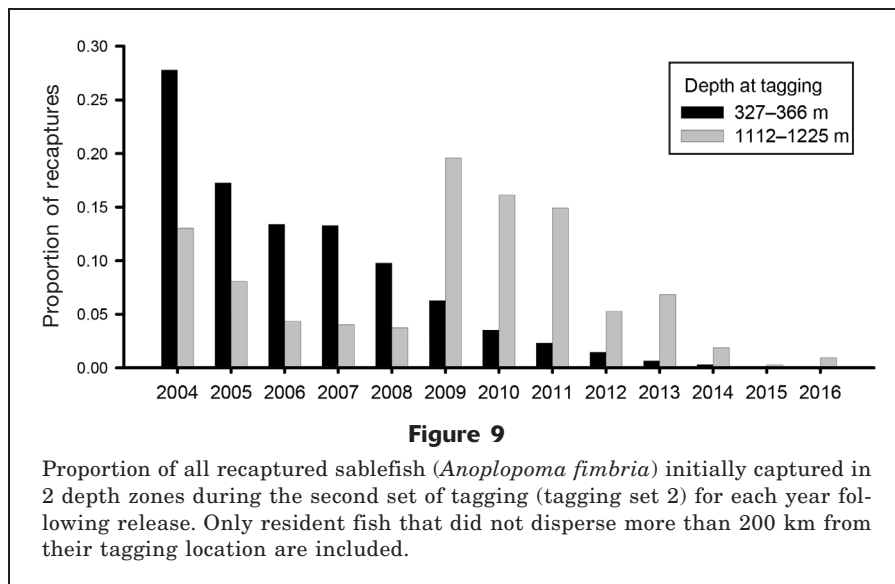 0.30
0.25
0.20
0.15
0.10
0.05
0.00
Proportion of recaptures
Depth at tagging
327–366 m
1112–1225 m
2004 2005 2006 2007 2008 2009 2010 2011 2012 2013 2014 2015 2016
Figure 9
Proportion of all recaptured sablefish (Anoplopoma fimbria) initially captured in
2 depth zones during the second set of tagging (tagging set 2) for each year fol-
lowing release. Only resident fish that did not disperse more than 200 km from
their tagging location are included.